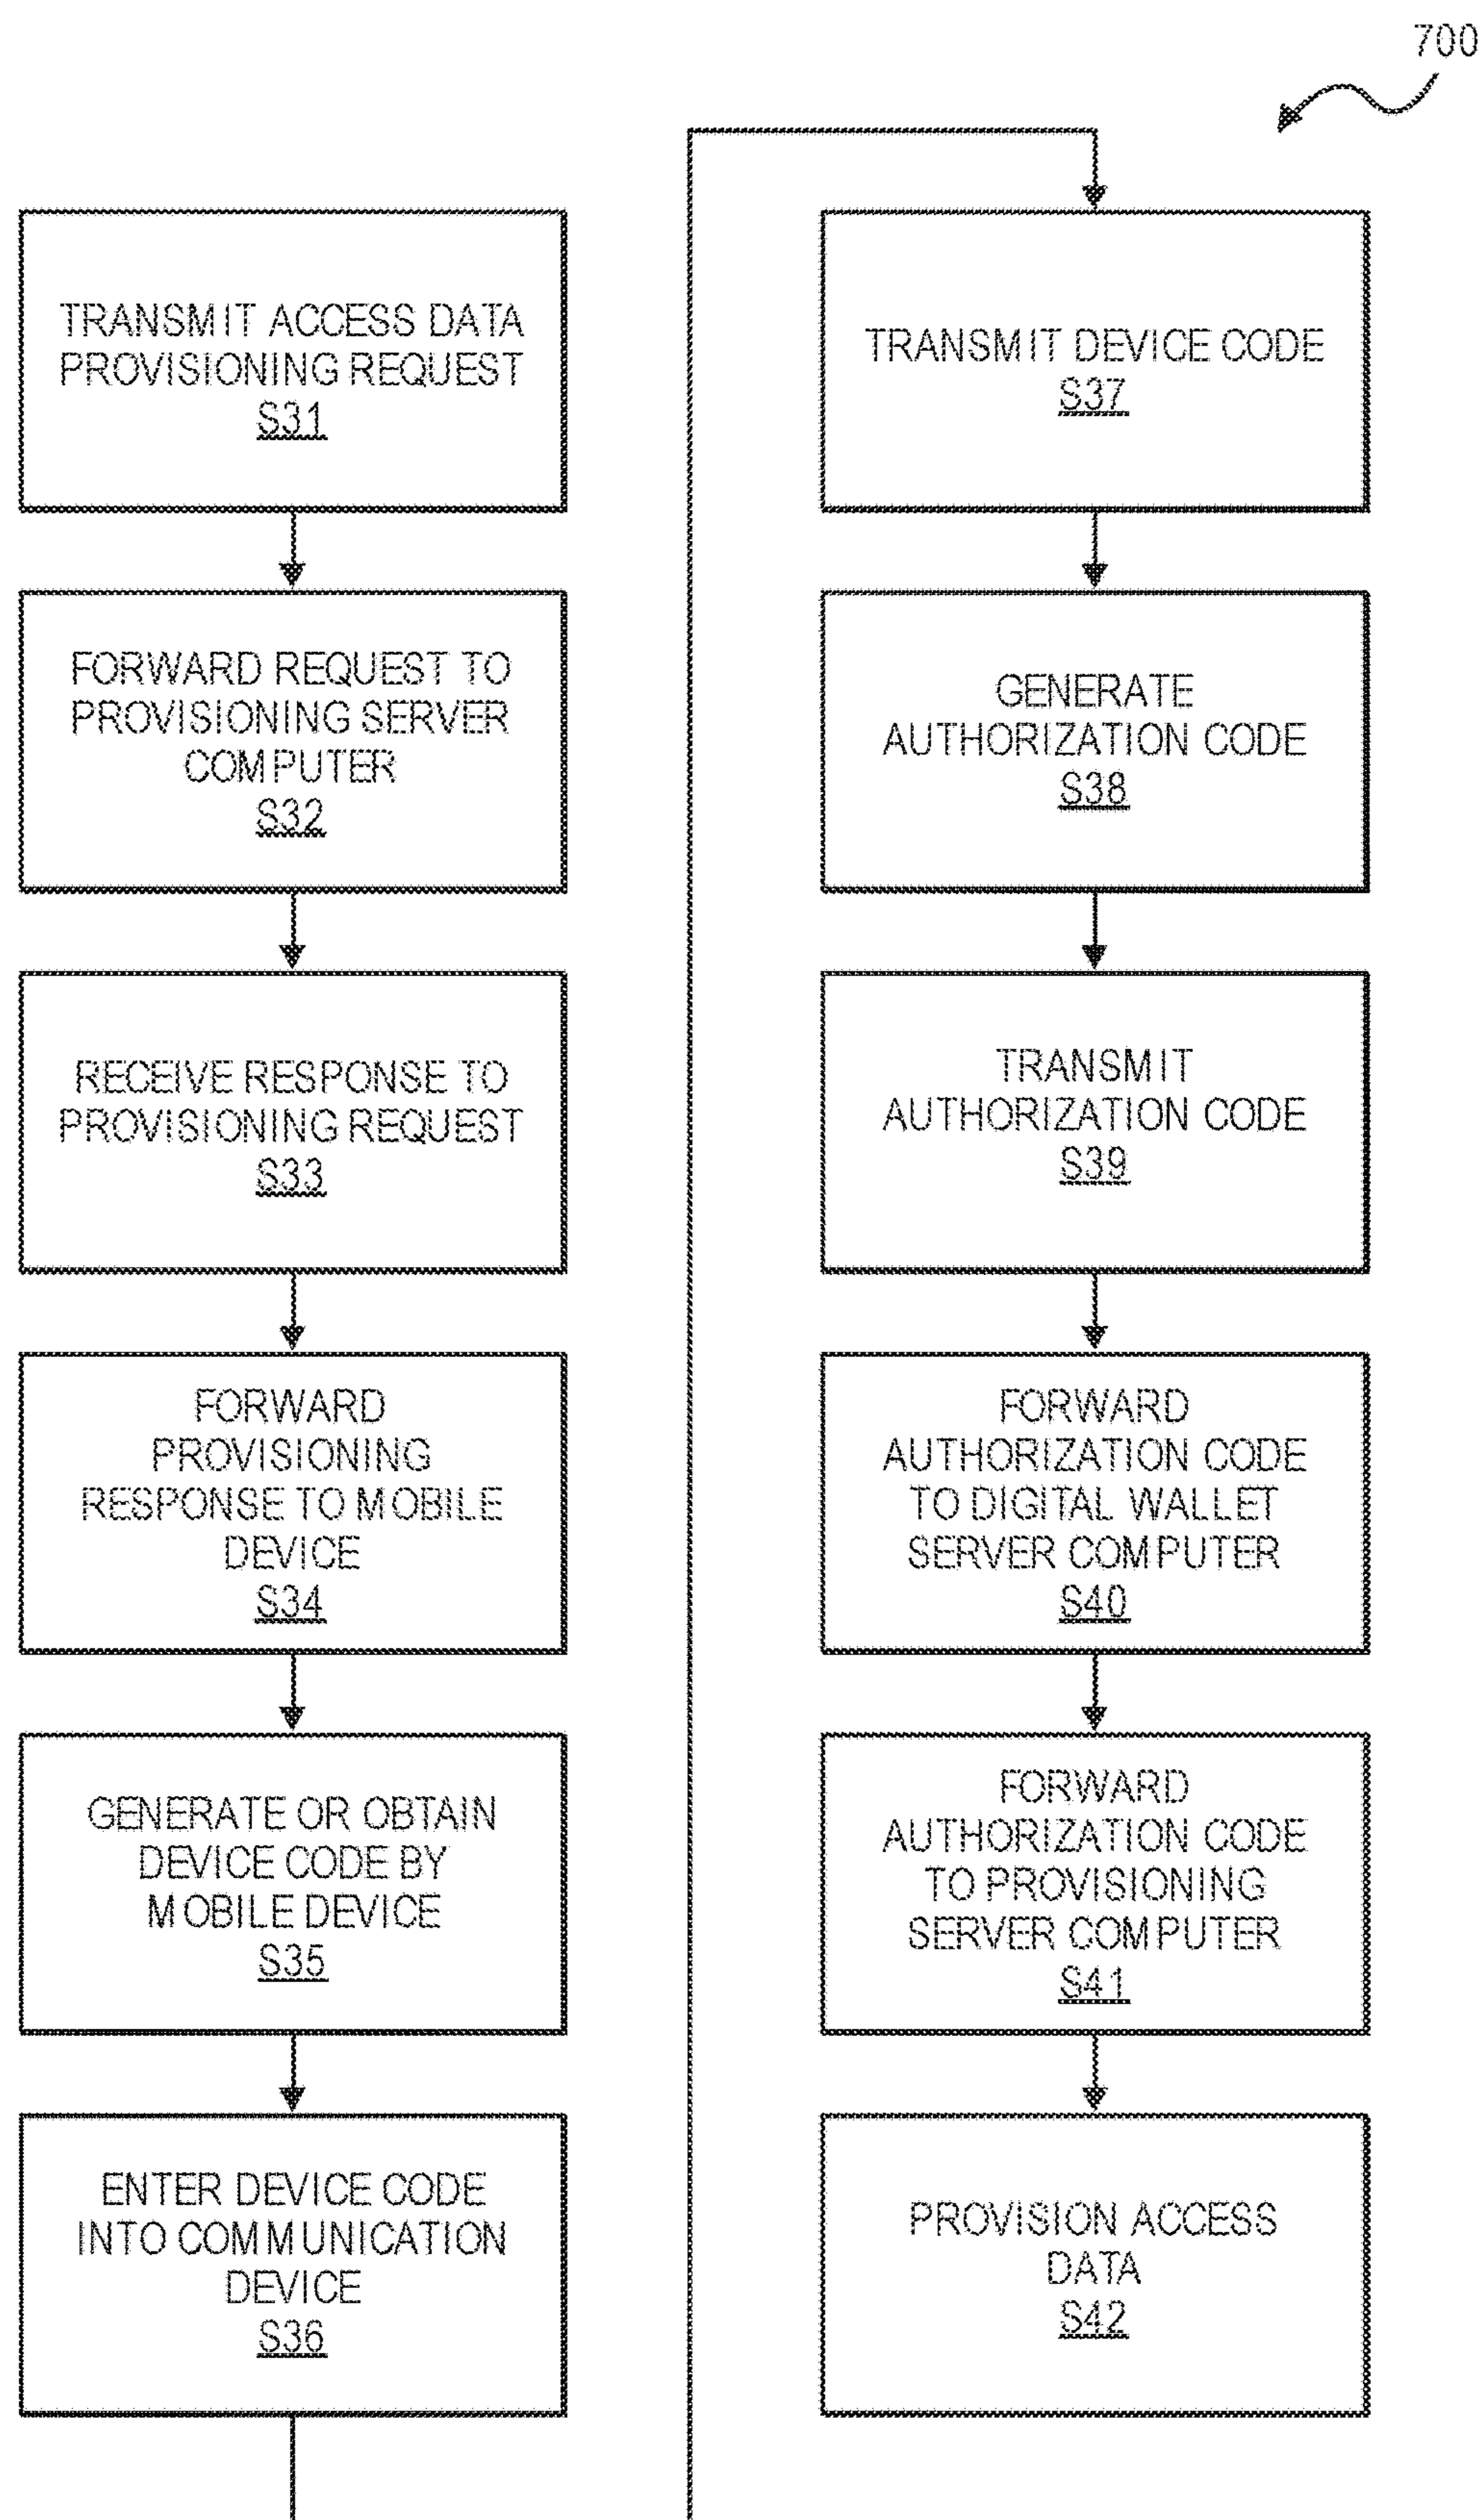 700
TRANSMIT ACCESS DATA
PROVISIONING REQUEST
S31
FORWARD REQUEST TO
PROVISIONING SERVER
COMPUTER
S32
RECEIVE RESPONSE TO
PROVISIONING REQUEST
S33
FORWARD
PROVISIONING
RESPONSE TO MOBILE
DEVICE
S34
GENERATE OR OBTAIN
DEVICE CODE BY
MOBILE DEVICE
S35
ENTER DEVICE CODE
INTO COMMUNICATION
DEVICE
S36
TRANSMIT DEVICE CODE
S37
GENERATE
AUTHORIZATION CODE
S38
TRANSMIT
AUTHORIZATION CODE
S39
FORWARD
AUTHORIZATION CODE
TO DIGITAL WALLET
SERVER COMPUTER
S40
FORWARD
AUTHORIZATION CODE
TO PROVISIONING
SERVER COMPUTER
S41
PROVISION ACCESS
DATA
S42